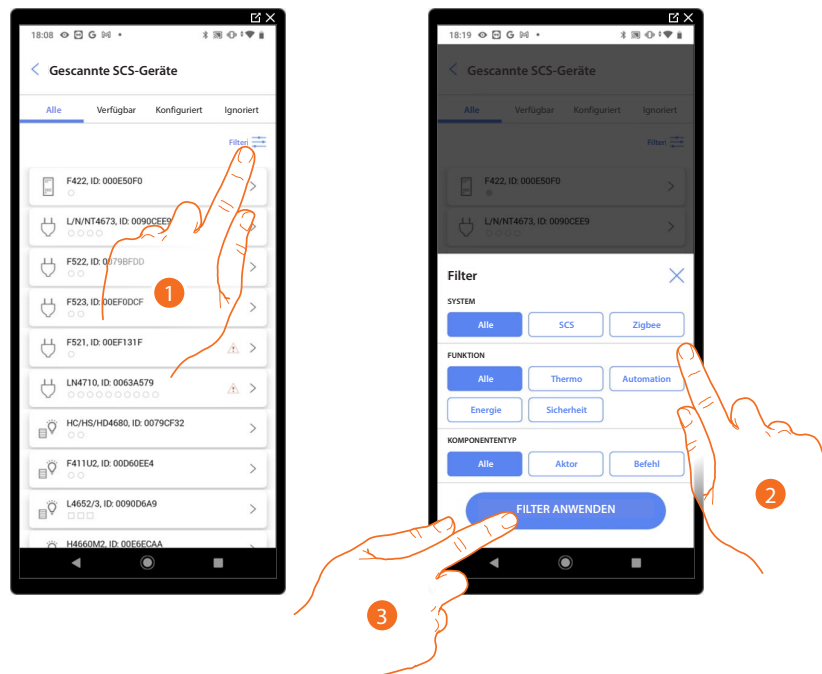 18:08
Gescannte SCS-Geräte
Alle Verfügbar Konfiguriert Ignoriert
Filteri
F422, ID: 000E50F0
L/N/NT4673, ID: 0090CEE9
F522, ID: 0079BFDD
F523, ID: 00EF0DCF
F521, ID: 00EF131F
LN4710, ID: 0063A579
HC/HS/HD4680, ID: 0079CF32
F411U2, ID: 00D60EE4
L4652/3, ID: 0090D6A9
H4660M2, ID: 00E6ECAA
1
18:19
Gescannte SCS-Geräte
Alle Verfügbar Konfiguriert Ignoriert
Filteri
F422, ID: 000E50F0
L/N/NT4673, ID: 0090CEE9
Filter
SYSTEM
Alle SCS Zigbee
FUNKTION
Alle Thermo Automation
Energie Sicherheit
KOMPONENTENTYP
Alle Aktor Befehl
FILTER ANWENDEN
2
3